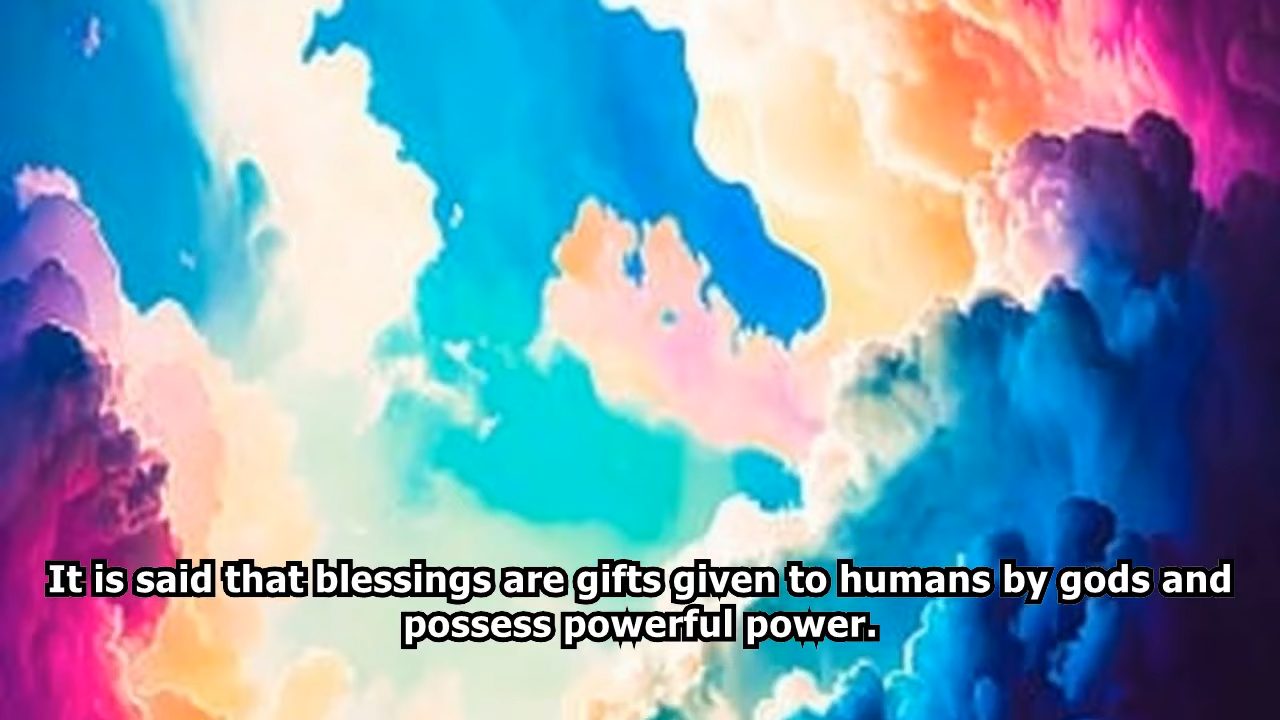 It is said that blessings are gifts given to humans by gods and
possess powerful power.